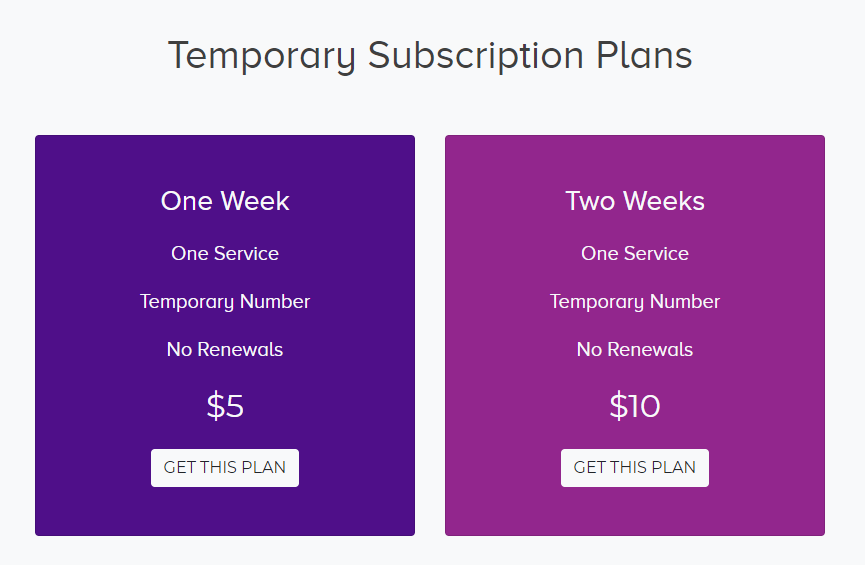 Temporary Subscription Plans
One Week
One Service
Temporary Number
No Renewals
$5
GET THIS PLAN
Two Weeks
One Service
Temporary Number
No Renewals
$10
GET THIS PLAN